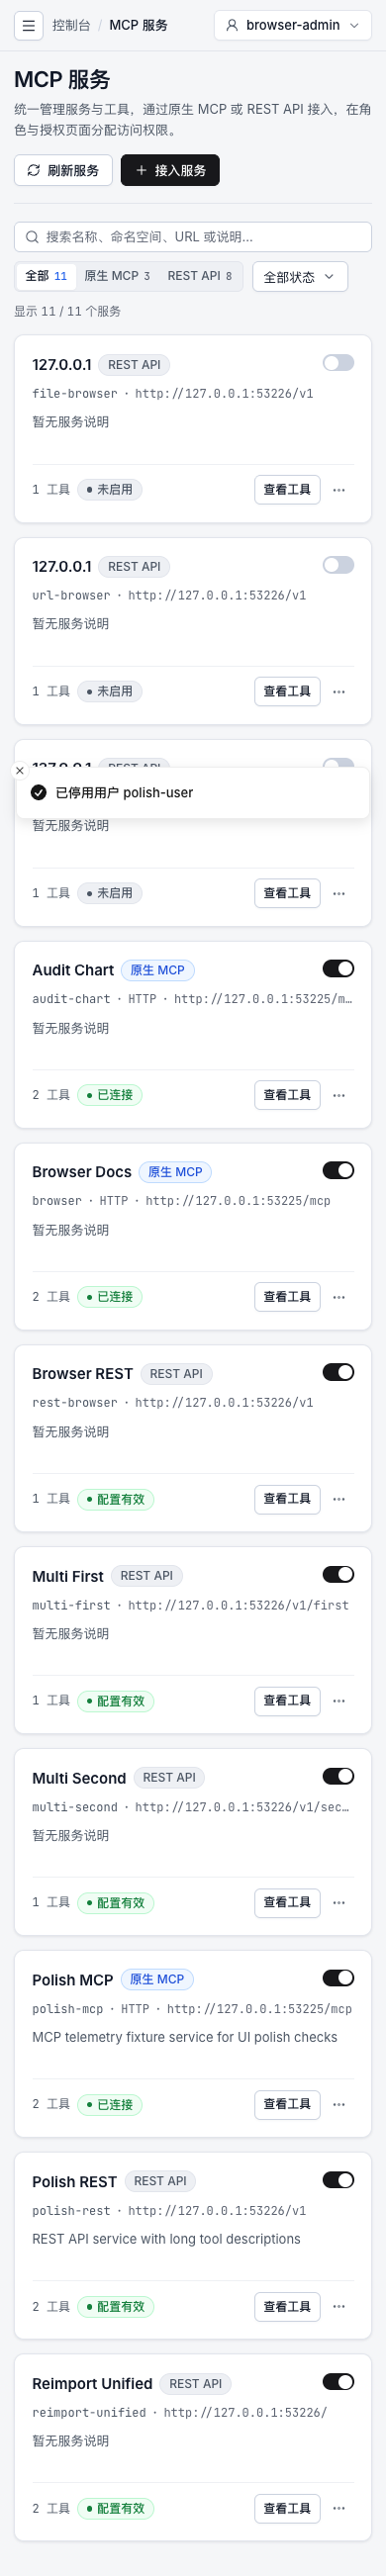 控制台 / MCP 服务
browser-admin
MCP 服务
统一管理服务与工具，通过原生 MCP 或 REST API 接入，在角
色与授权页面分配访问权限。
刷新服务
接入服务
搜索名称、命名空间、URL 或说明...
全部 11 原生 MCP 3 REST API 8 全部状态
显示 11 / 11 个服务
127.0.0.1 REST API
file-browser · http://127.0.0.1:53226/v1
暂无服务说明
1 工具 未启用 查看工具
127.0.0.1 REST API
url-browser · http://127.0.0.1:53226/v1
暂无服务说明
1 工具 未启用 查看工具
127.0.0.1 REST API
已停用用户 polish-user
暂无服务说明
1 工具 未启用 查看工具
Audit Chart 原生 MCP
audit-chart · HTTP · http://127.0.0.1:53225/m...
暂无服务说明
2 工具 已连接 查看工具
Browser Docs 原生 MCP
browser · HTTP · http://127.0.0.1:53225/mcp
暂无服务说明
2 工具 已连接 查看工具
Browser REST REST API
rest-browser · http://127.0.0.1:53226/v1
暂无服务说明
1 工具 配置有效 查看工具
Multi First REST API
multi-first · http://127.0.0.1:53226/v1/first
暂无服务说明
1 工具 配置有效 查看工具
Multi Second REST API
multi-second · http://127.0.0.1:53226/v1/sec...
暂无服务说明
1 工具 配置有效 查看工具
Polish MCP 原生 MCP
polish-mcp · HTTP · http://127.0.0.1:53225/mcp
MCP telemetry fixture service for UI polish checks
2 工具 已连接 查看工具
Polish REST REST API
polish-rest · http://127.0.0.1:53226/v1
REST API service with long tool descriptions
2 工具 配置有效 查看工具
Reimport Unified REST API
reimport-unified · http://127.0.0.1:53226/
暂无服务说明
2 工具 配置有效 查看工具